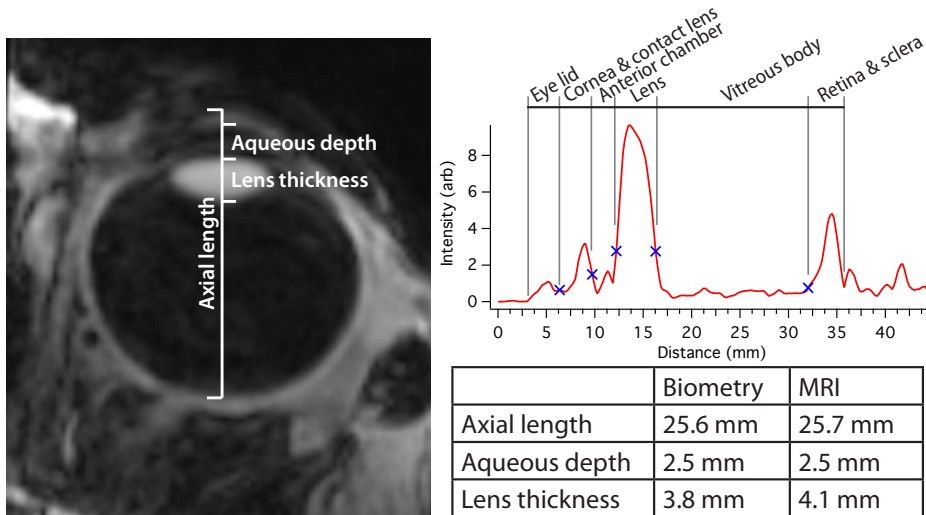 Aqueous depth
Lens thickness
Axial length
Eye lid
Cornea & contact lens
Anterior chamber
Lens
Vitreous body
Retina & sclera
Intensity (arb)
8
6
4
2
0
0 5 10 15 20 25 30 35 40
Distance (mm)
Biometry MRI
Axial length 25.6 mm 25.7 mm
Aqueous depth 2.5 mm 2.5 mm
Lens thickness 3.8 mm 4.1 mm